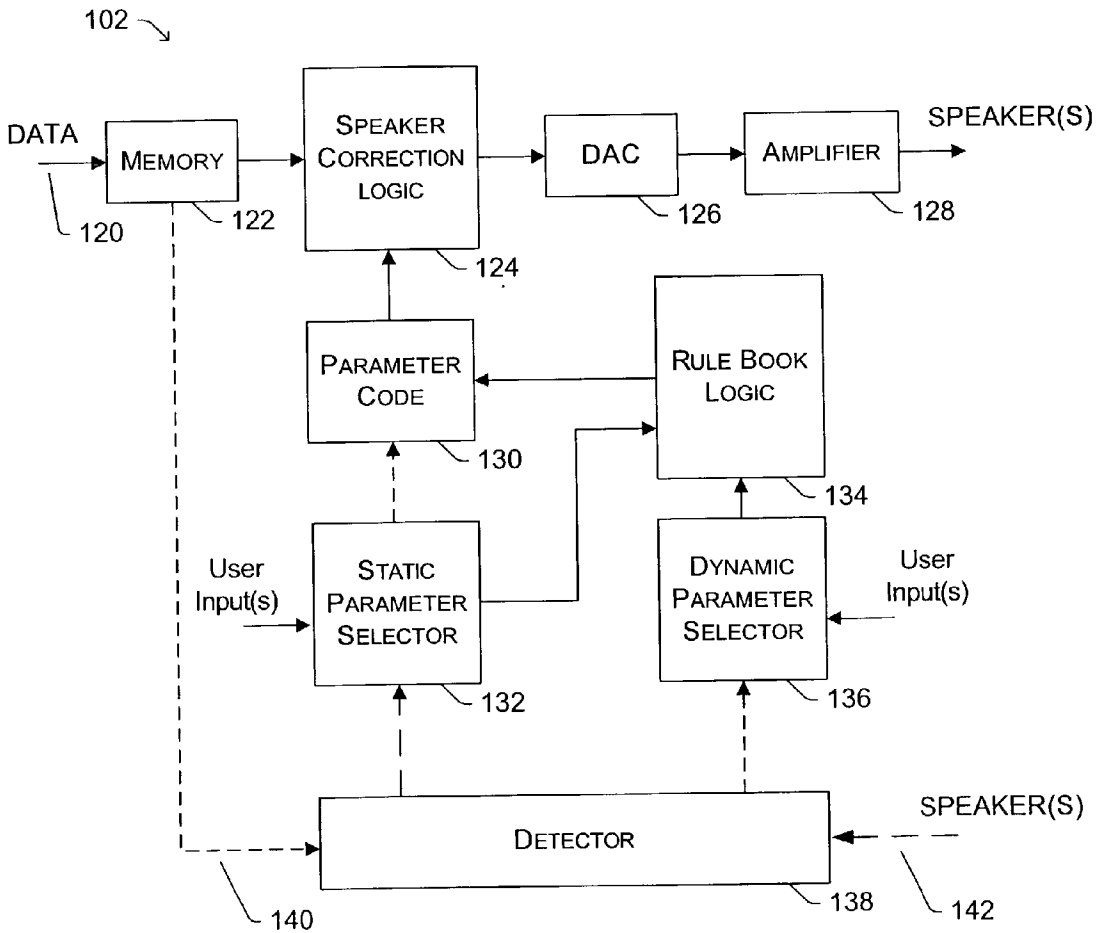 102
DATA
MEMORY
122
120
SPEAKER
CORRECTION
LOGIC
124
DAC
126
AMPLIFIER
128
SPEAKER(S)
PARAMETER
CODE
130
RULE BOOK
LOGIC
134
User
Input(s)
STATIC
PARAMETER
SELECTOR
132
DYNAMIC
PARAMETER
SELECTOR
136
User
Input(s)
DETECTOR
138
SPEAKER(S)
140
142